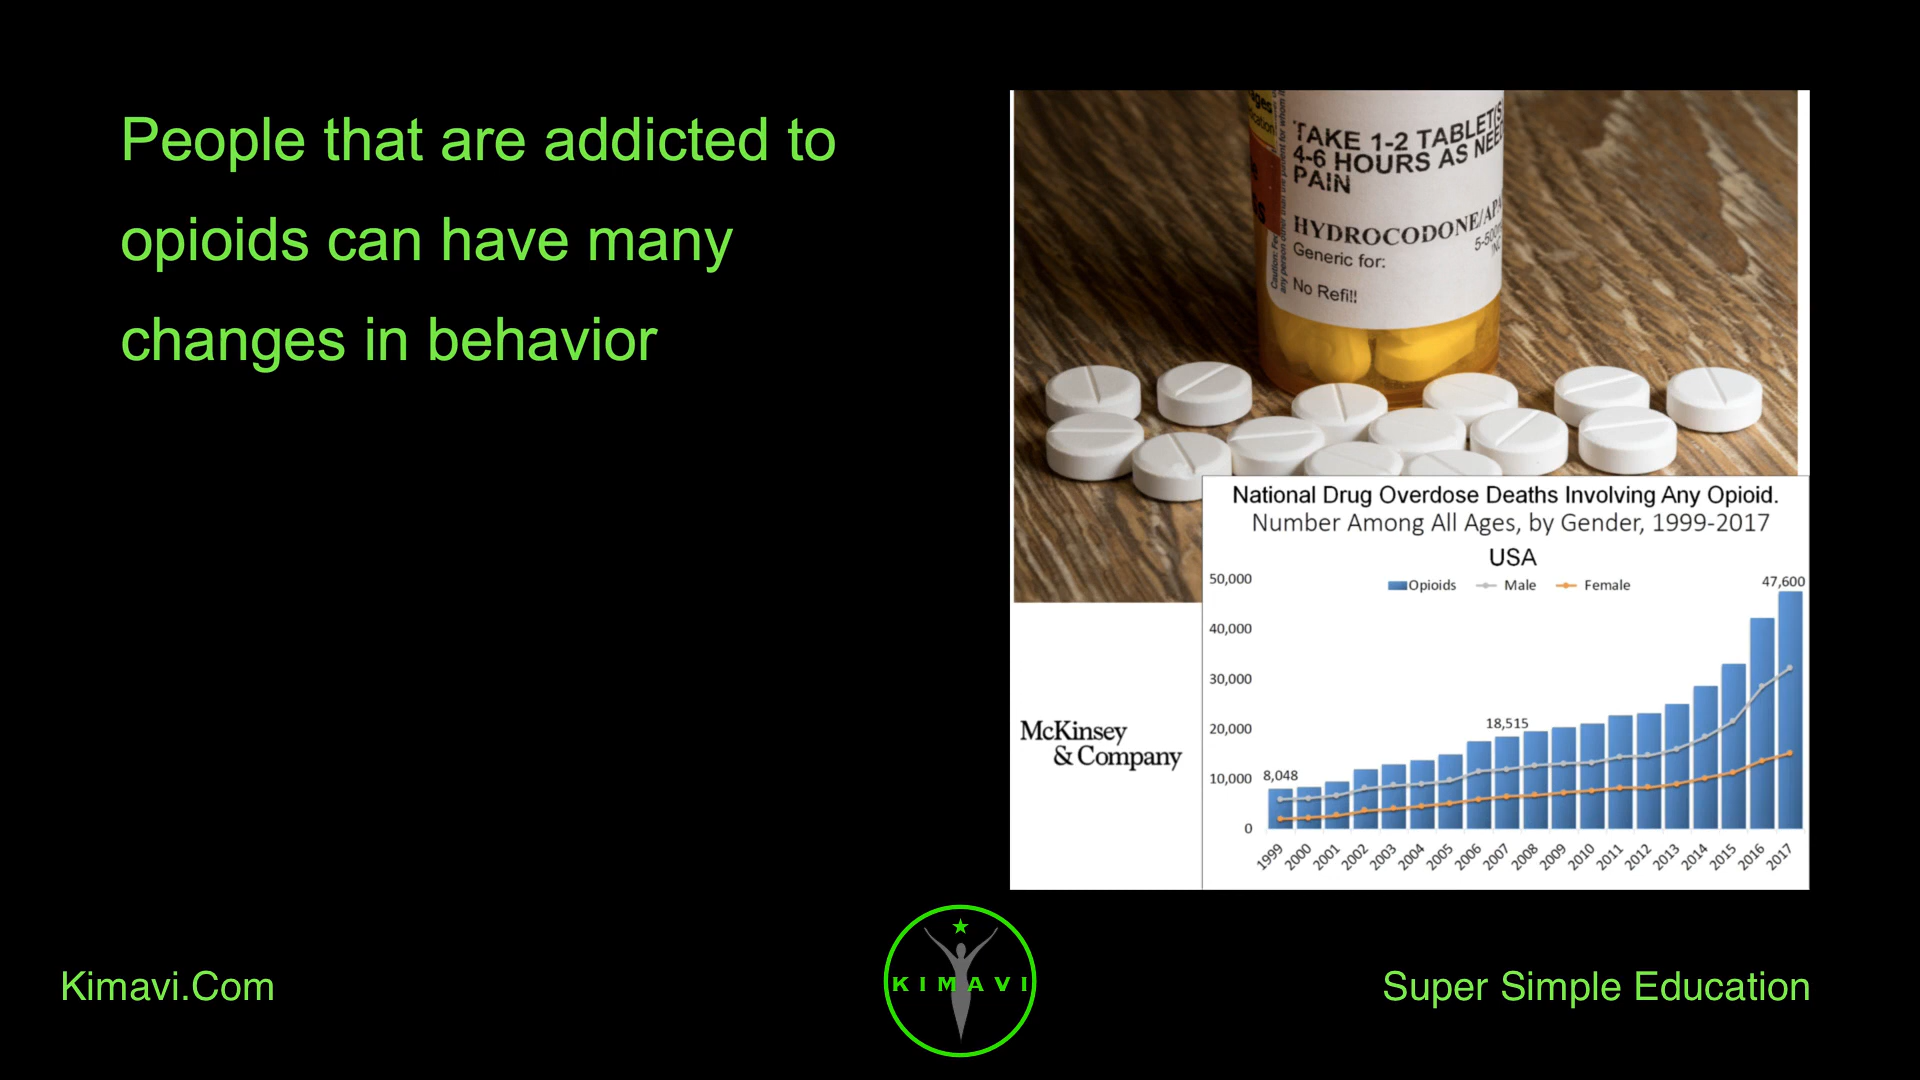 People that are addicted to
opioids can have many
changes in behavior
TAKE 1-2 TABLET(S
4-6 HOURS AS NEE
PAIN
HYDROCODONE/APA
5-500
Generic for:
No Refi!!
National Drug Overdose Deaths Involving Any Opioid.
Number Among All Ages, by Gender, 1999-2017
USA
Opioids Male Female
50,000
40,000
30,000
20,000
10,000
0
8,048
18,515
47,600
1999 2000 2001 2002 2003 2004 2005 2006 2007 2008 2009 2010 2011 2012 2013 2014 2015 2016 2017
McKinsey
& Company
Kimavi.Com
KIMAVI
Super Simple Education